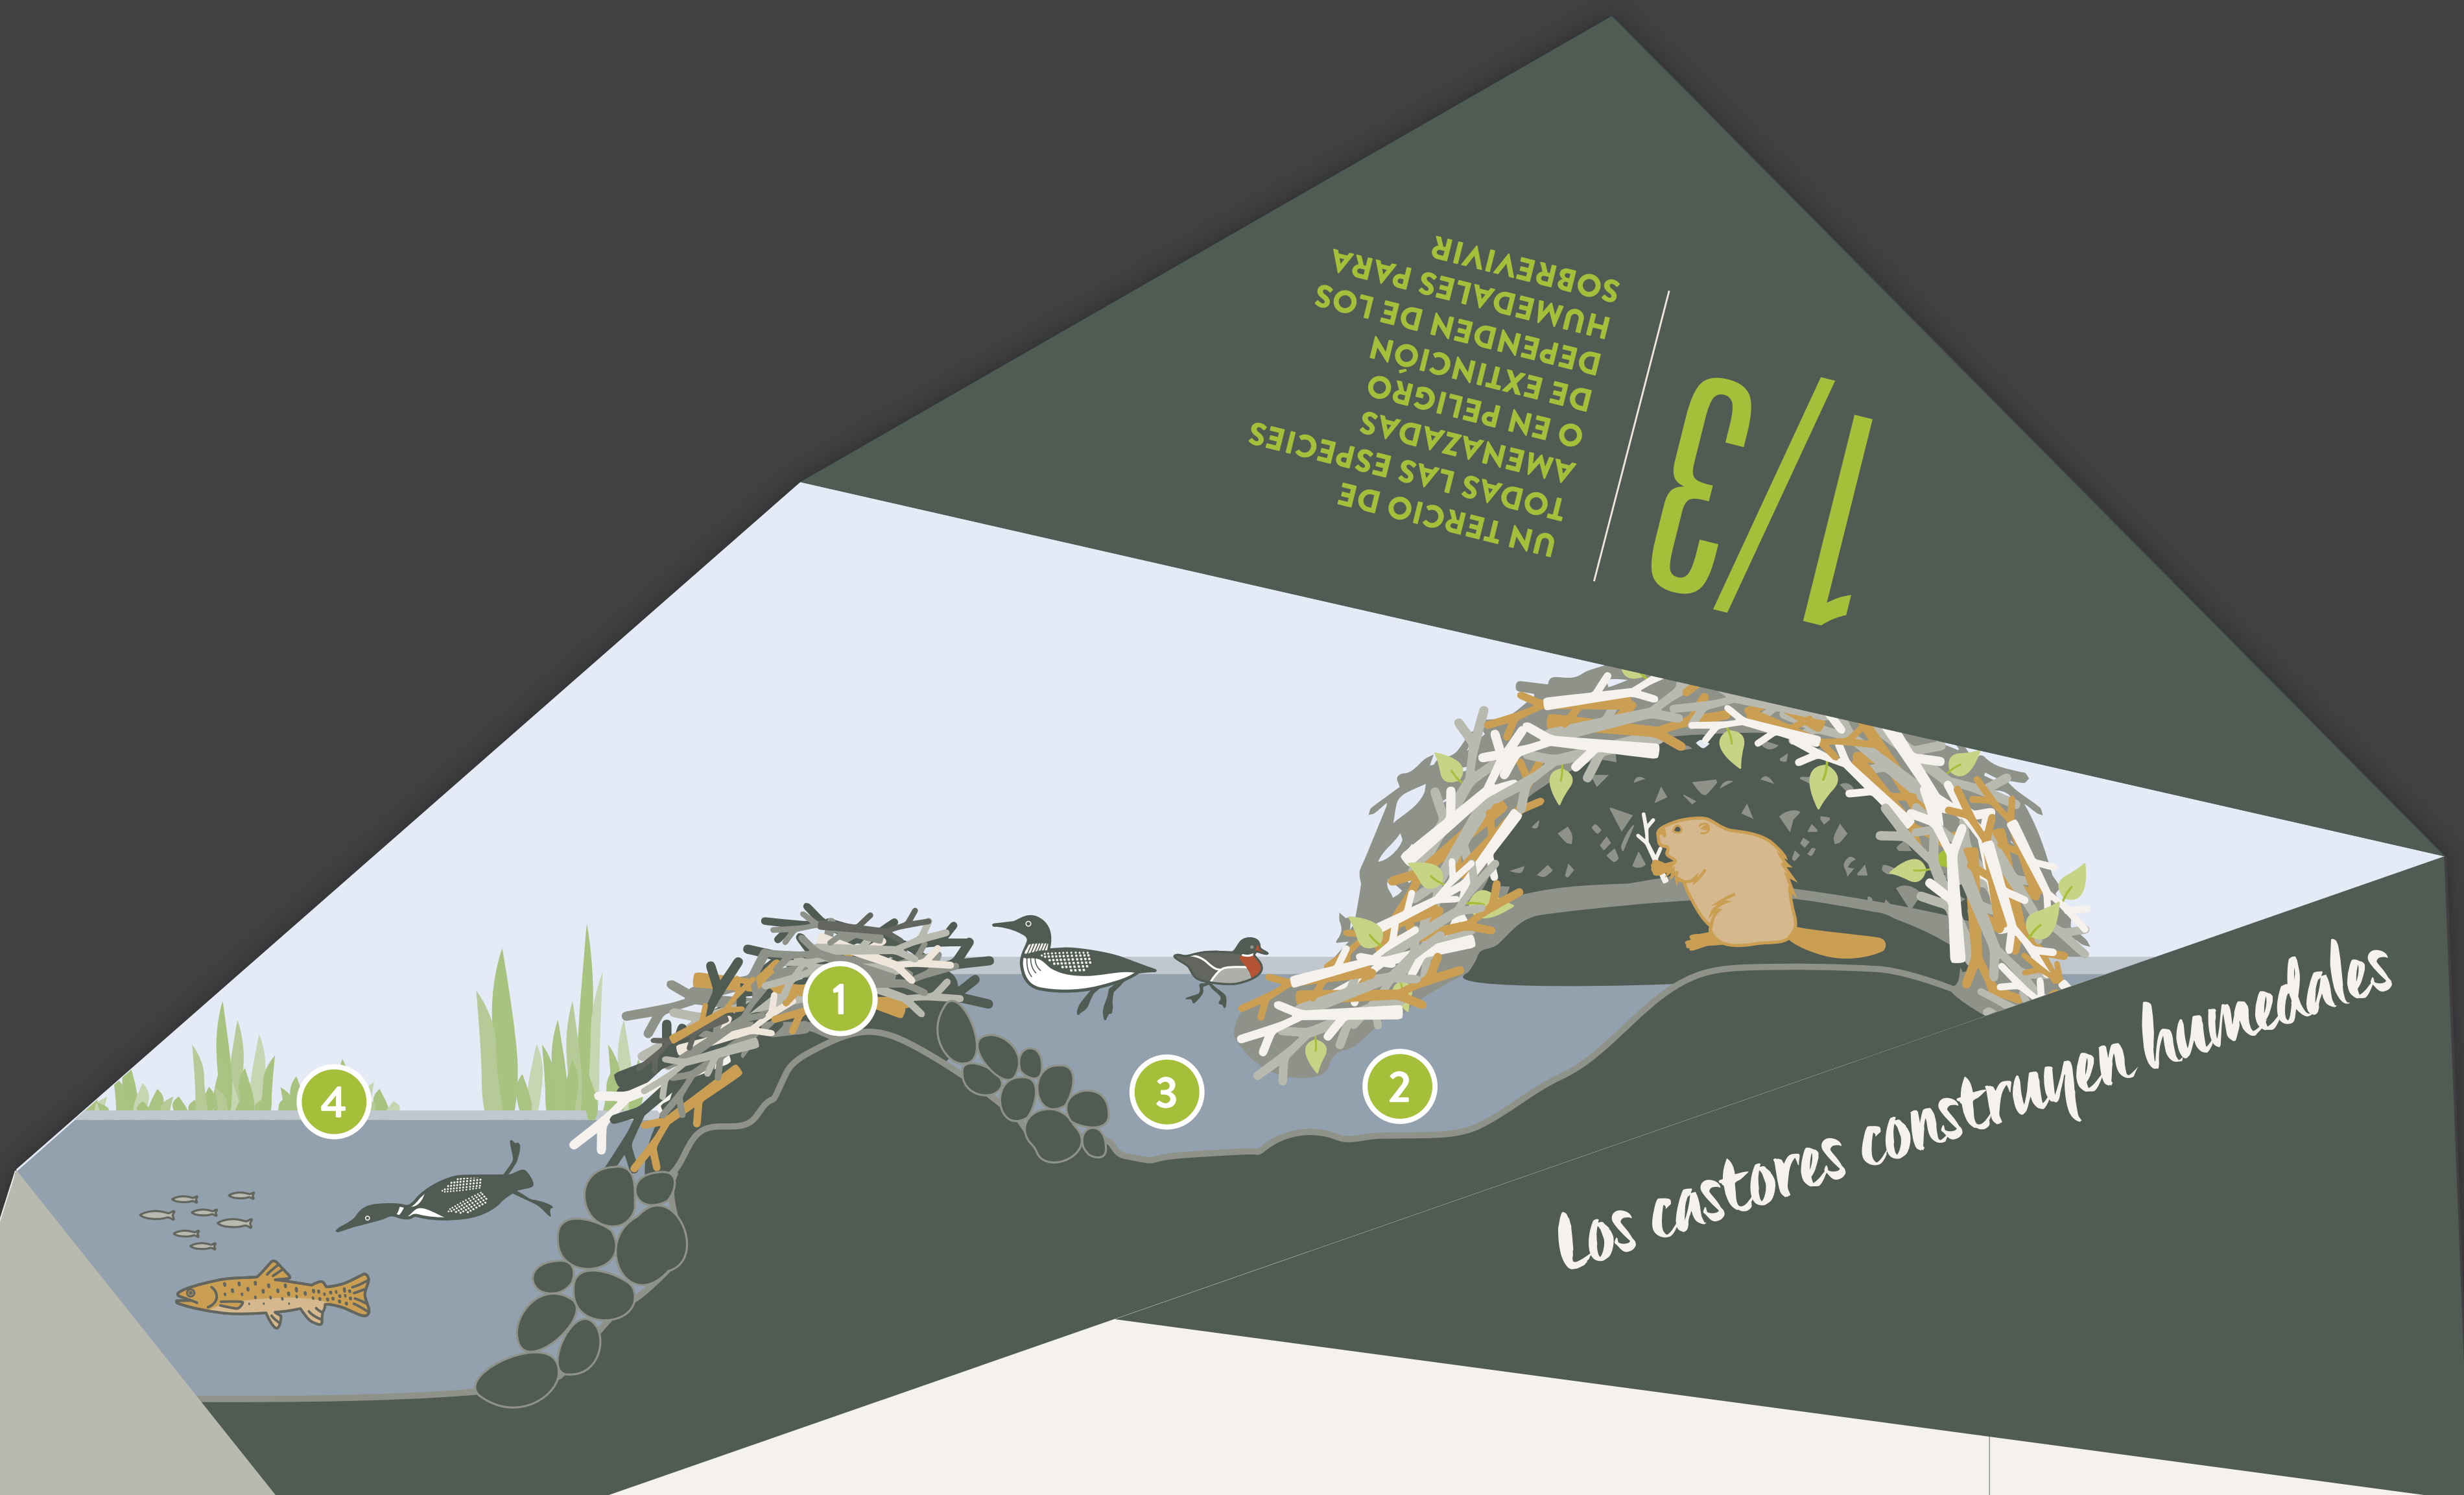 1/3
UN TERCIO DE
TODAS LAS ESPECIES
AMENAZADAS
O EN PELIGRO
DE EXTINCIÓN
DEPENDEN DE LOS
HUMEDALES PARA
SOBREVIVIR
1
2
3
4
Los castores construyen humedales